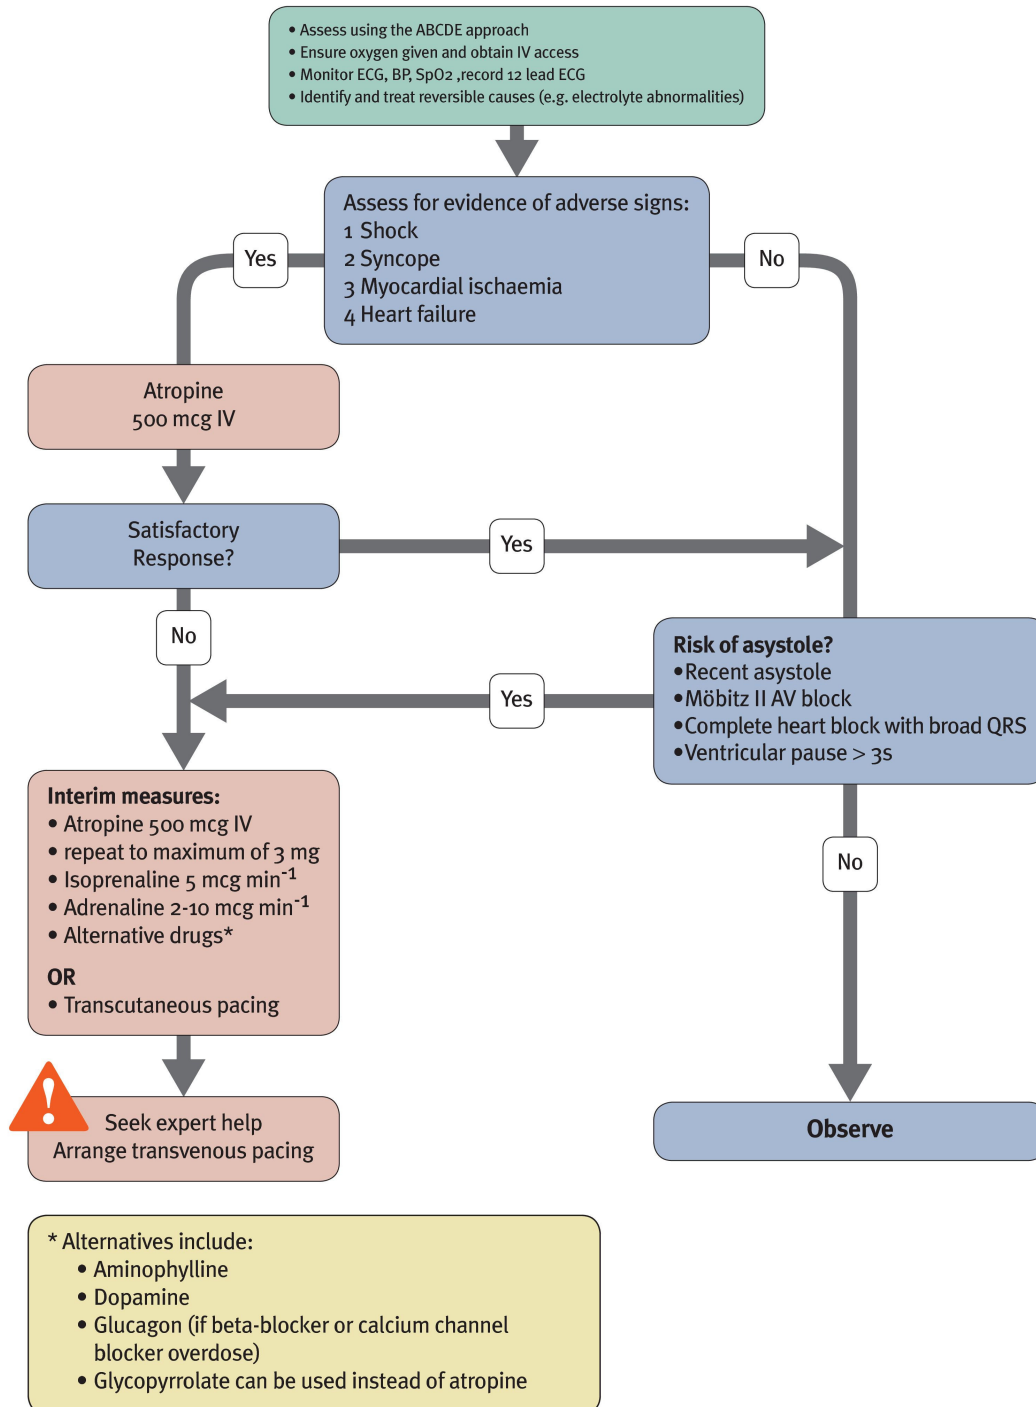 • Assess using the ABCDE approach
• Ensure oxygen given and obtain IV access
• Monitor ECG, BP, SpO2 ,record 12 lead ECG
• Identify and treat reversible causes (e.g. electrolyte abnormalities)
Assess for evidence of adverse signs:
1 Shock
2 Syncope
3 Myocardial ischaemia
4 Heart failure
Yes
No
Atropine
500 mcg IV
Satisfactory
Response?
Yes
No
Risk of asystole?
•Recent asystole
•Möbitz II AV block
•Complete heart block with broad QRS
•Ventricular pause > 3s
Yes
No
Interim measures:
• Atropine 500 mcg IV
• repeat to maximum of 3 mg
• Isoprenaline 5 mcg min⁻¹
• Adrenaline 2-10 mcg min⁻¹
• Alternative drugs*
OR
• Transcutaneous pacing
!
Seek expert help
Arrange transvenous pacing
Observe
* Alternatives include:
• Aminophylline
• Dopamine
• Glucagon (if beta-blocker or calcium channel
blocker overdose)
• Glycopyrrolate can be used instead of atropine